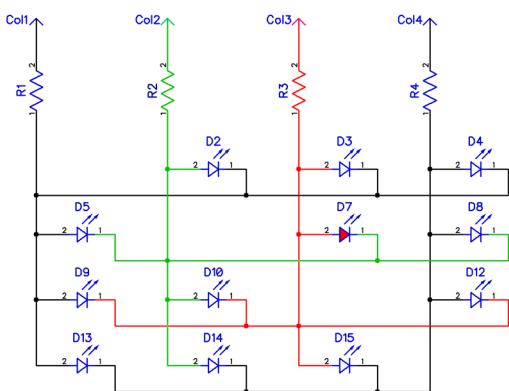 Col1 Col2 Col3 Col4
2 2 2 2
R1 R2 R3 R4
1 1 1 1
D2 D3 D4
2 1 2 1 2 1
D5 D7 D8
2 1 2 1 2 1
D9 D10 D12
2 1 2 1 2 1
D13 D14 D15
2 1 2 1 2 1